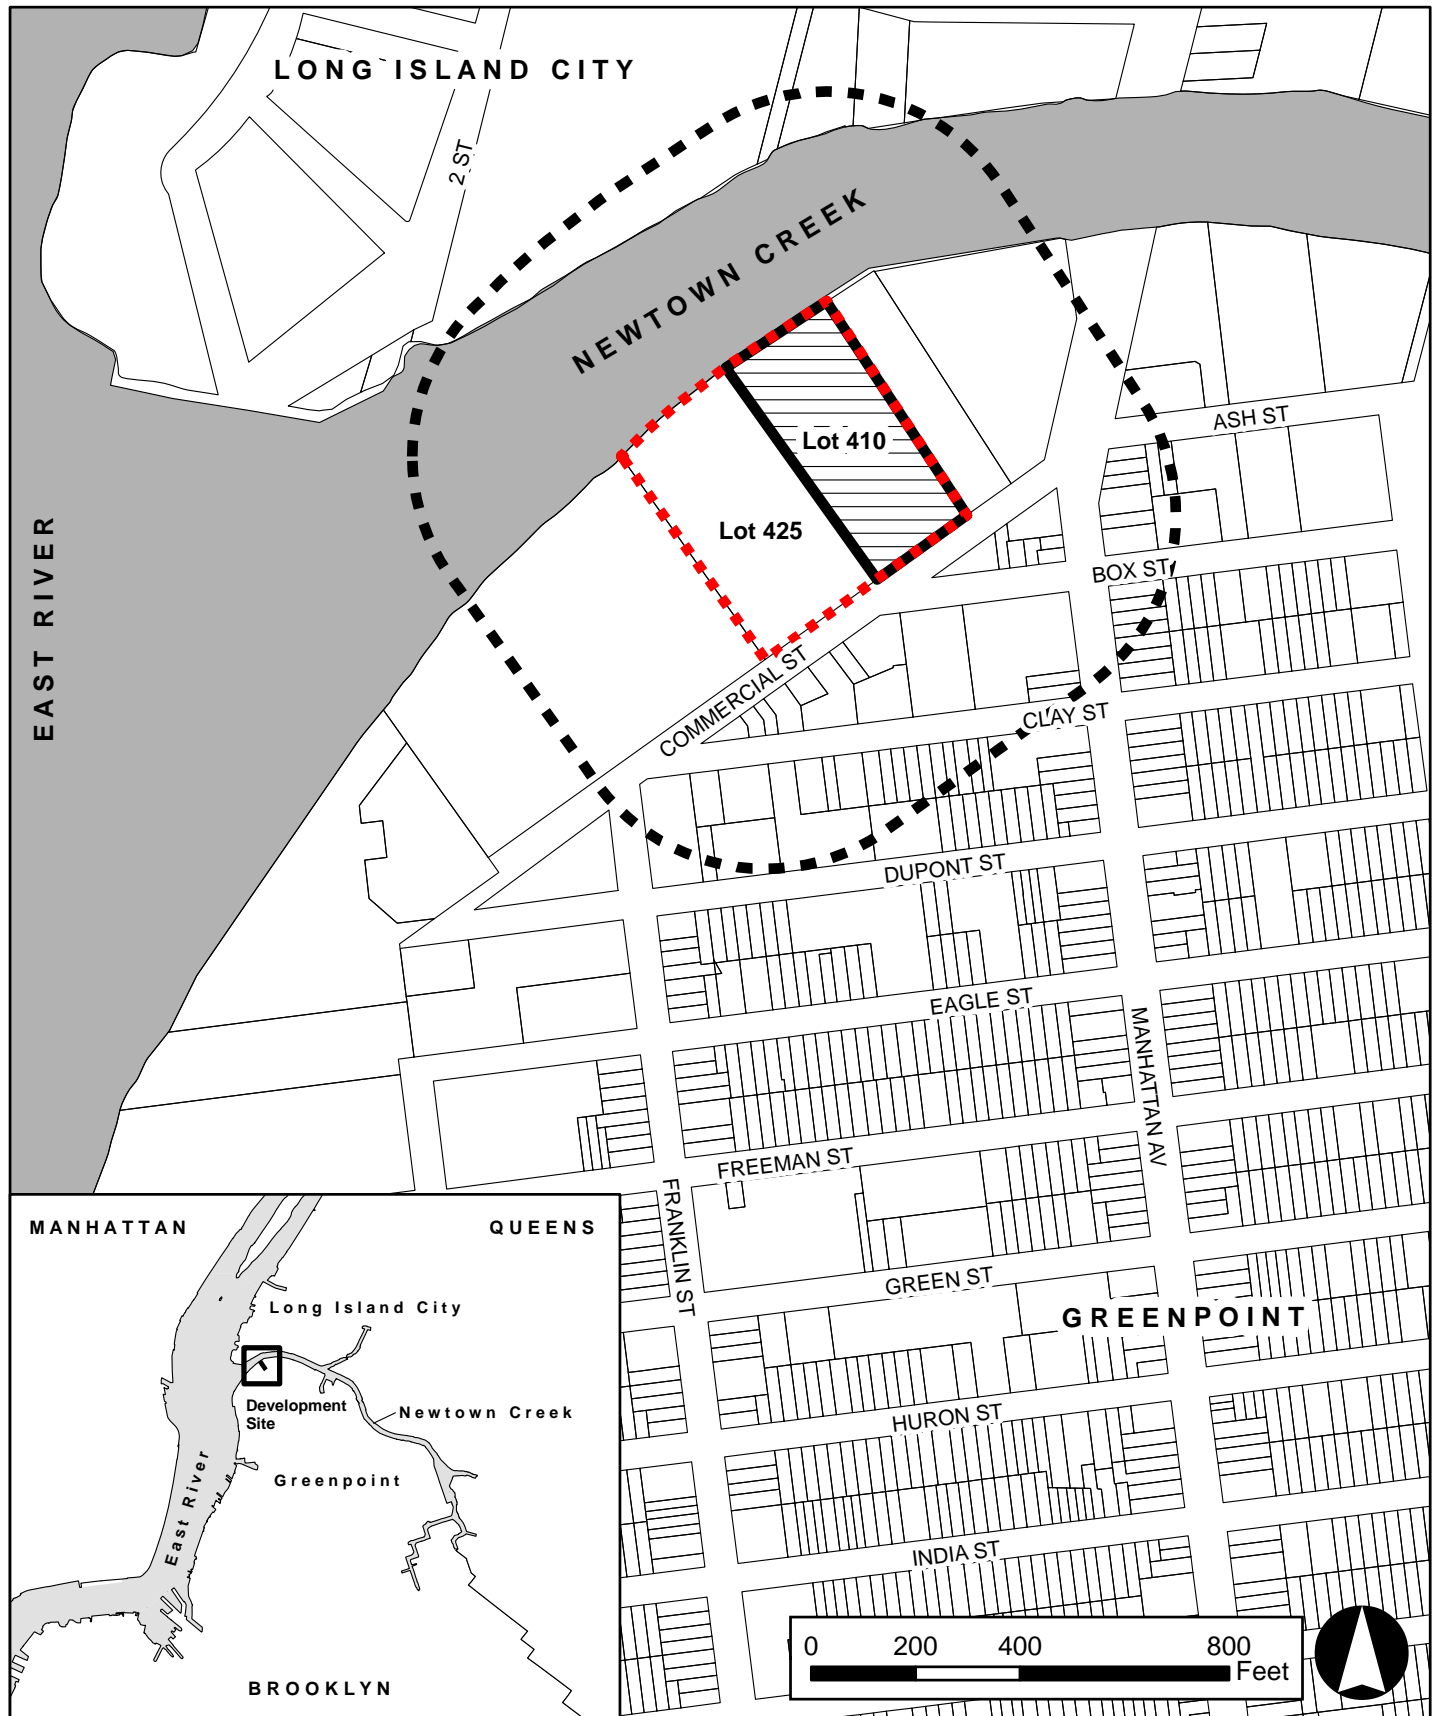 LONG ISLAND CITY
2 ST
NEWTOWN CREEK
ASH ST
Lot 410
Lot 425
BOX ST
EAST RIVER
COMMERCIAL ST
CLAY ST
DUPONT ST
EAGLE ST
MANHATTAN AV
FREEMAN ST
FRANKLIN ST
GREEN ST
GREENPOINT
HURON ST
INDIA ST
MANHATTAN
QUEENS
Long Island City
Development
Site
Newtown Creek
Greenpoint
East River
BROOKLYN
0 200 400 800
Feet